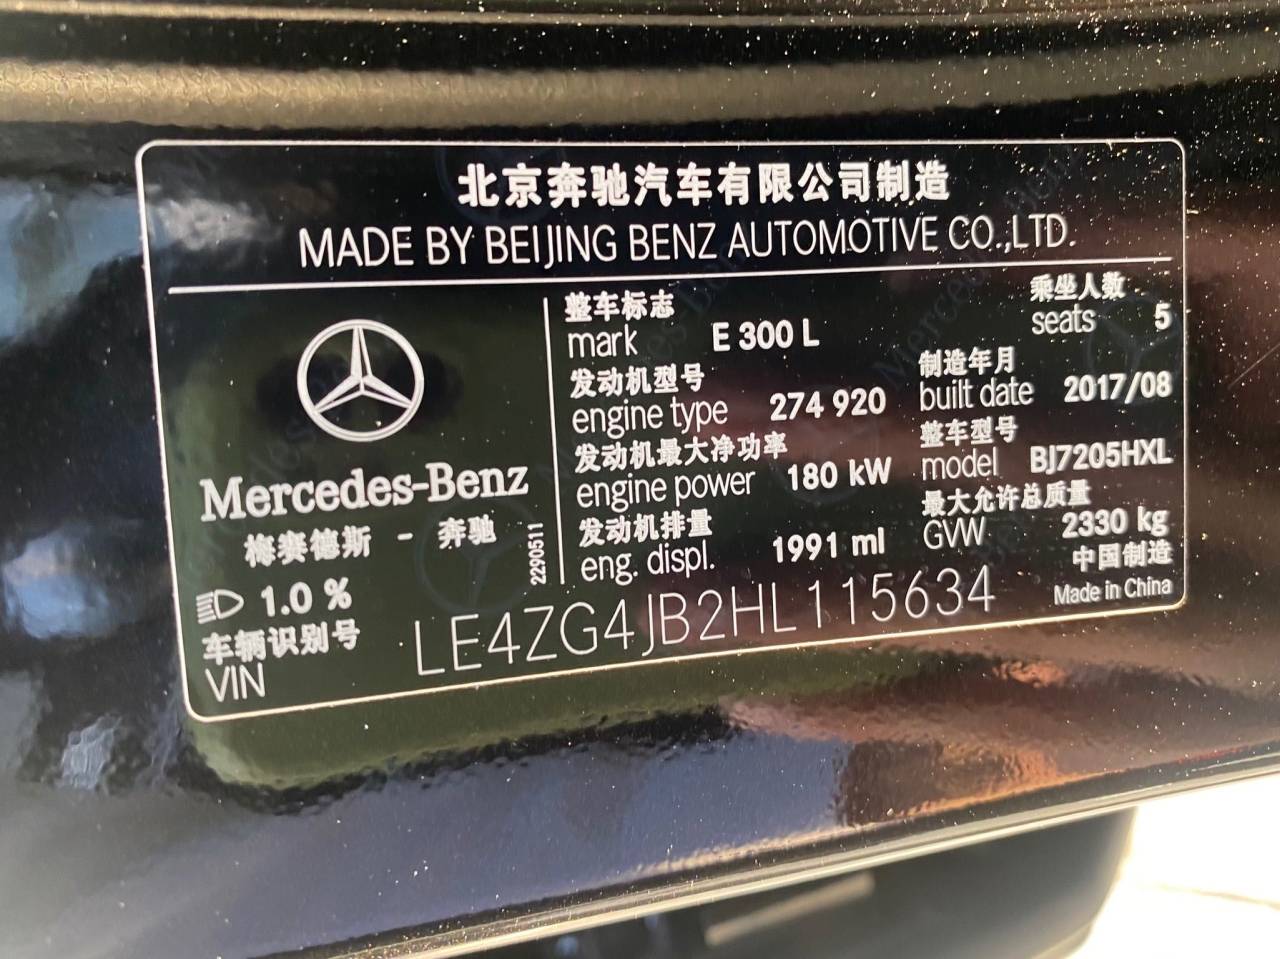 北京奔驰汽车有限公司制造
MADE BY BEIJING BENZ AUTOMOTIVE CO.,LTD.
Mercedes-Benz
梅赛德斯 - 奔驰
2290511
1.0 %
整车标志
mark E 300 L
乘坐人数
seats 5
发动机型号
engine type 274 920
制造年月
built date 2017/08
发动机最大净功率
engine power 180 kW
整车型号
model BJ7205HXL
发动机排量
eng. displ. 1991 ml
最大允许总质量
GVW 2330 kg
中国制造
Made in China
车辆识别号
VIN LE4ZG4JB2HL115634